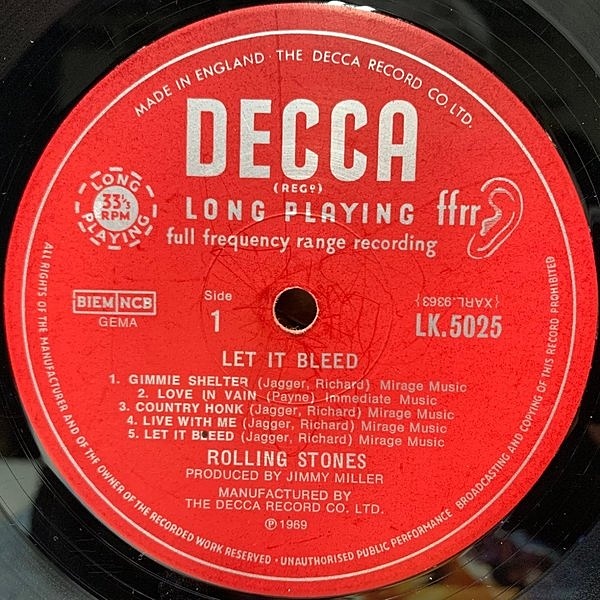 MADE IN ENGLAND · THE DECCA RECORD CO. LTD.
DECCA
(REGD)
LONG PLAYING
ffrr
full frequency range recording
LONG PLAYING
33⅓
RPM
BIEM NCB
GEMA
Side
1
{XARL.9363}
LK.5025
LET IT BLEED
1. GIMMIE SHELTER (Jagger, Richard) Mirage Music
2. LOVE IN VAIN (Payne) Immediate Music
3. COUNTRY HONK (Jagger, Richard) Mirage Music
4. LIVE WITH ME (Jagger, Richard) Mirage Music
5. LET IT BLEED (Jagger, Richard) Mirage Music
ROLLING STONES
PRODUCED BY JIMMY MILLER
MANUFACTURED BY
THE DECCA RECORD CO. LTD.
℗ 1969
ALL RIGHTS OF THE MANUFACTURER AND OF THE OWNER OF THE RECORDED WORK RESERVED · UNAUTHORISED PUBLIC PERFORMANCE BROADCASTING AND COPYING OF THIS RECORD PROHIBITED